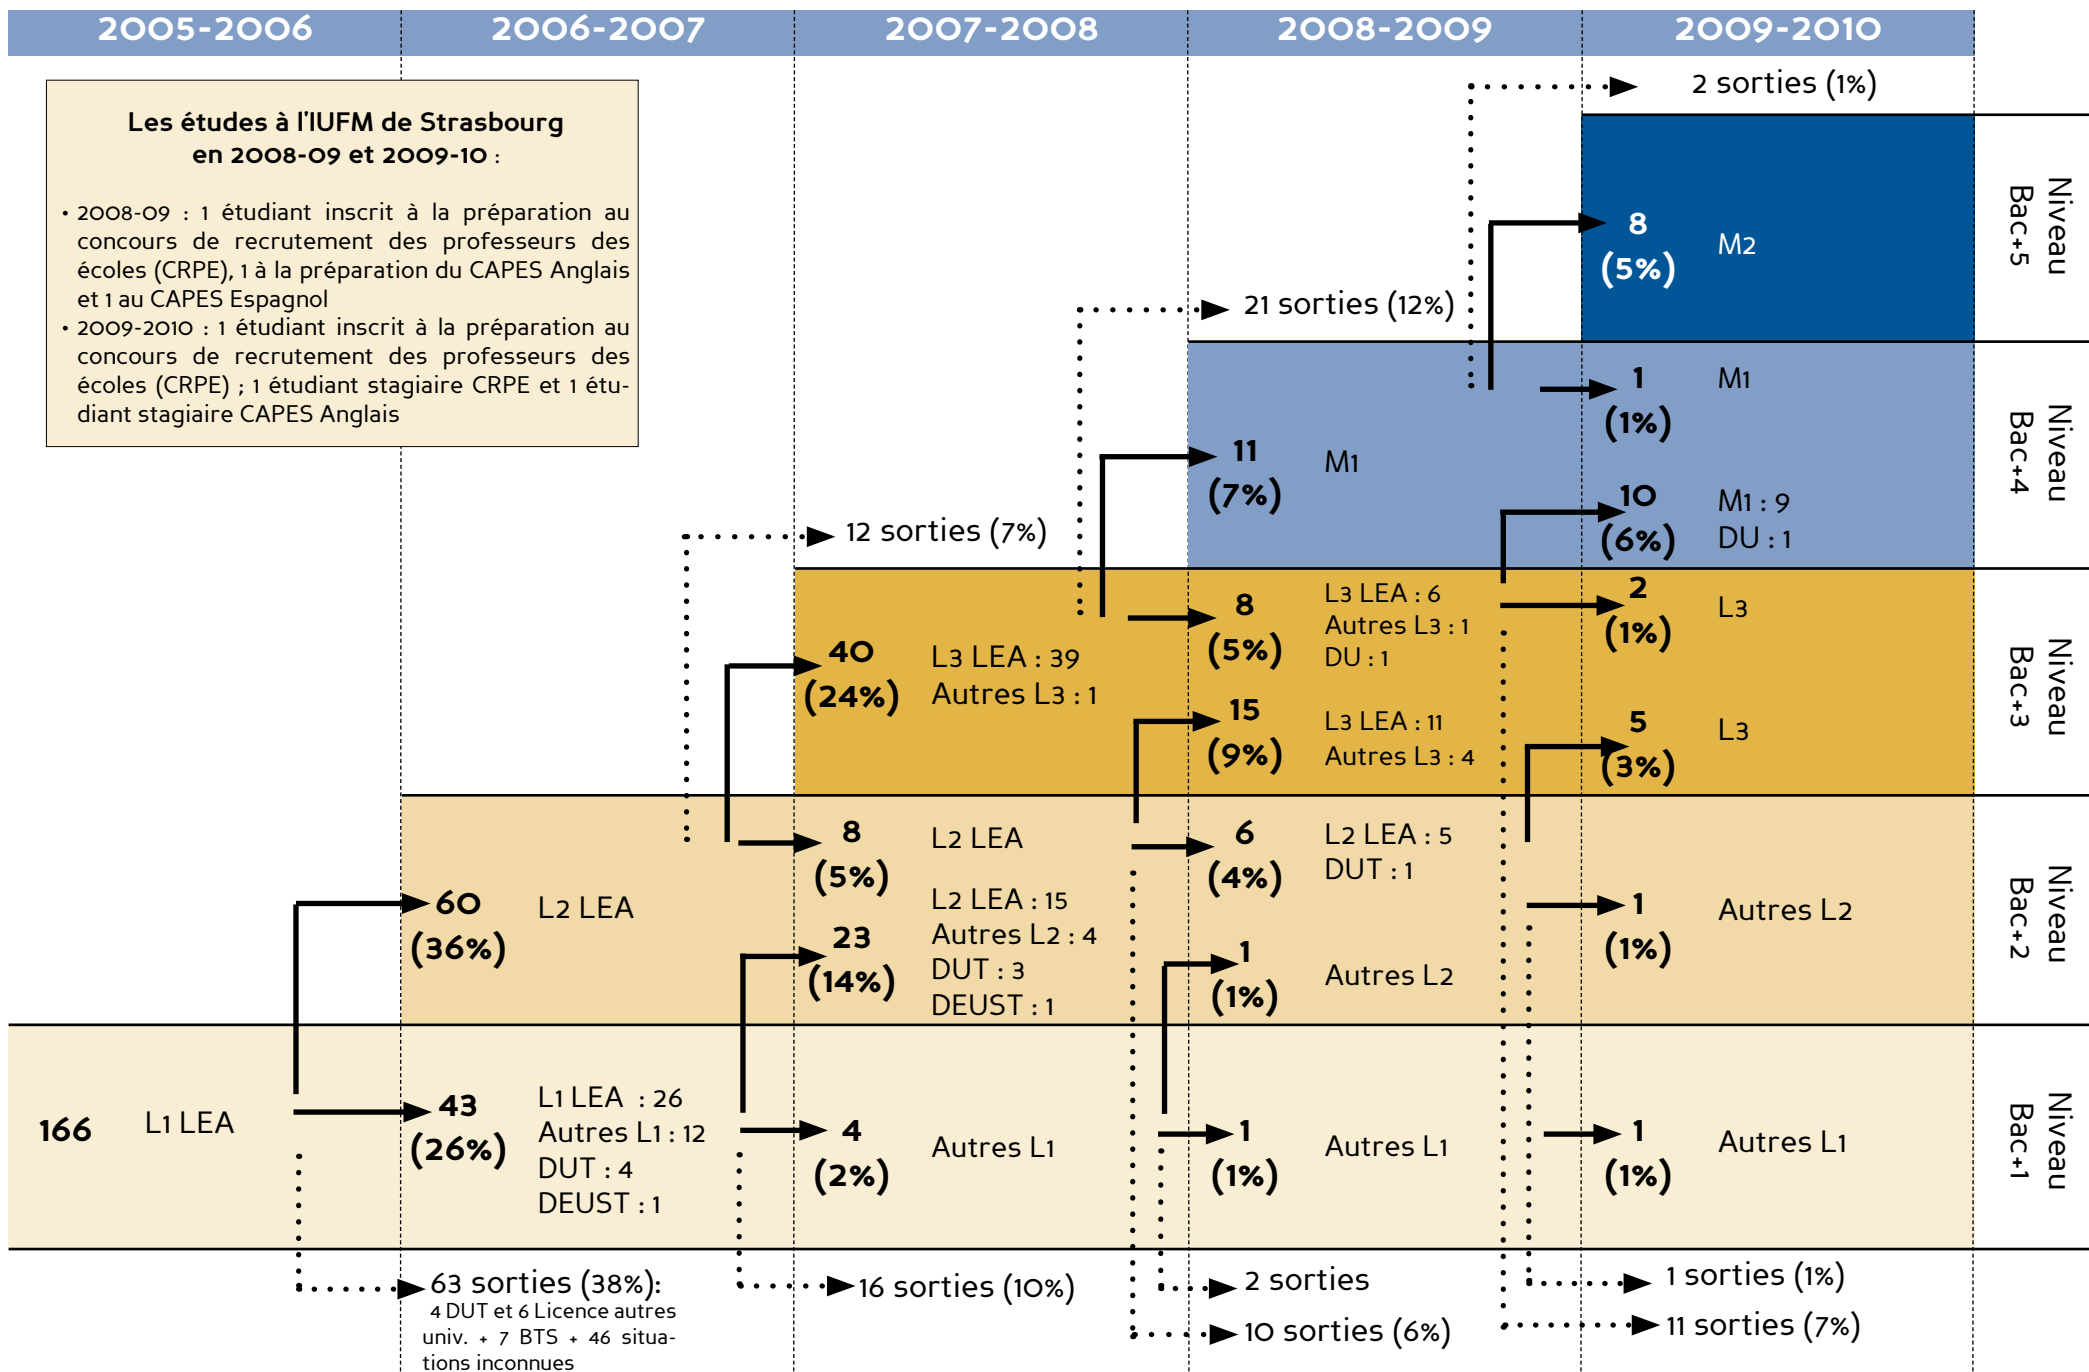 2005-2006
2006-2007
2007-2008
2008-2009
2009-2010
Les études à l'IUFM de Strasbourg
en 2008-09 et 2009-10 :
• 2008-09 : 1 étudiant inscrit à la préparation au
concours de recrutement des professeurs des
écoles (CRPE), 1 à la préparation du CAPES Anglais
et 1 au CAPES Espagnol
• 2009-2010 : 1 étudiant inscrit à la préparation au
concours de recrutement des professeurs des
écoles (CRPE) ; 1 étudiant stagiaire CRPE et 1 étu-
diant stagiaire CAPES Anglais
2 sorties (1%)
8
(5%)
M2
Niveau
Bac+5
21 sorties (12%)
11
(7%)
M1
1
(1%)
M1
10
(6%)
M1 : 9
DU : 1
Niveau
Bac+4
12 sorties (7%)
40
(24%)
L3 LEA : 39
Autres L3 : 1
8
(5%)
L3 LEA : 6
Autres L3 : 1
DU : 1
15
(9%)
L3 LEA : 11
Autres L3 : 4
2
(1%)
L3
5
(3%)
L3
Niveau
Bac+3
60
(36%)
L2 LEA
8
(5%)
L2 LEA
23
(14%)
L2 LEA : 15
Autres L2 : 4
DUT : 3
DEUST : 1
6
(4%)
L2 LEA : 5
DUT : 1
1
(1%)
Autres L2
1
(1%)
Autres L2
Niveau
Bac+2
166
L1 LEA
43
(26%)
L1 LEA : 26
Autres L1 : 12
DUT : 4
DEUST : 1
4
(2%)
Autres L1
1
(1%)
Autres L1
1
(1%)
Autres L1
Niveau
Bac+1
63 sorties (38%):
4 DUT et 6 Licence autres
univ. + 7 BTS + 46 situa-
tions inconnues
16 sorties (10%)
2 sorties
10 sorties (6%)
1 sorties (1%)
11 sorties (7%)